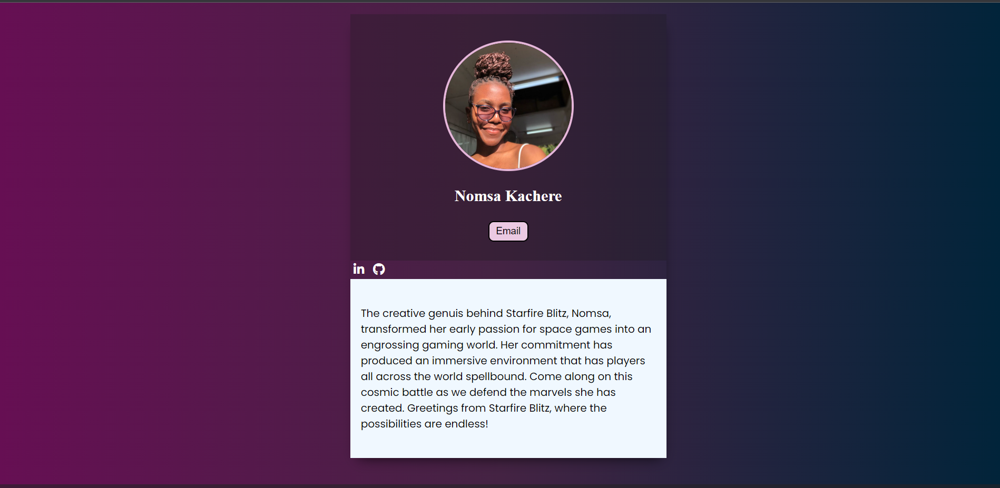 Nomsa Kachere
Email
in
The creative genuis behind Starfire Blitz, Nomsa,
transformed her early passion for space games into an
engrossing gaming world. Her commitment has
produced an immersive environment that has players
all across the world spellbound. Come along on this
cosmic battle as we defend the marvels she has
created. Greetings from Starfire Blitz, where the
possibilities are endless!